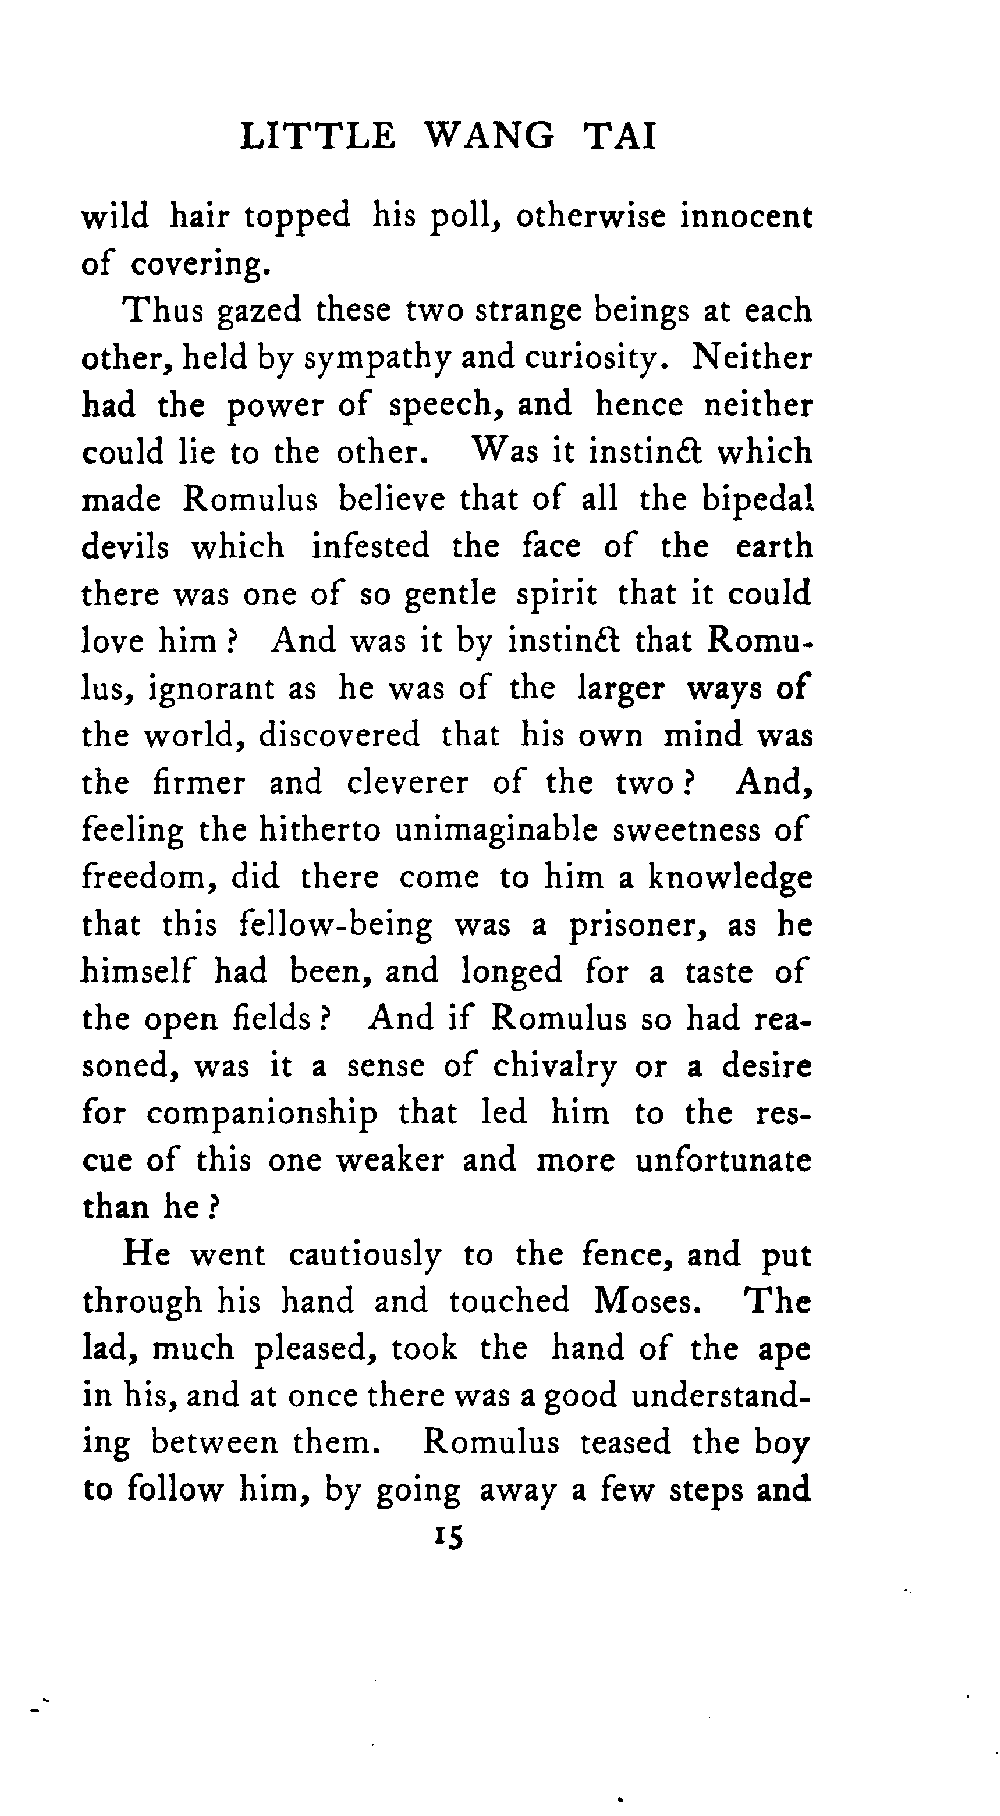 LITTLE WANG TAI
wild hair topped his poll, otherwise innocent
of covering.
Thus gazed these two strange beings at each
other, held by sympathy and curiosity. Neither
had the power of speech, and hence neither
could lie to the other. Was it instinct which
made Romulus believe that of all the bipedal
devils which infested the face of the earth
there was one of so gentle spirit that it could
love him ? And was it by instinct that Romu-
lus, ignorant as he was of the larger ways of
the world, discovered that his own mind was
the firmer and cleverer of the two ? And,
feeling the hitherto unimaginable sweetness of
freedom, did there come to him a knowledge
that this fellow-being was a prisoner, as he
himself had been, and longed for a taste of
the open fields ? And if Romulus so had rea-
soned, was it a sense of chivalry or a desire
for companionship that led him to the res-
cue of this one weaker and more unfortunate
than he ?
He went cautiously to the fence, and put
through his hand and touched Moses. The
lad, much pleased, took the hand of the ape
in his, and at once there was a good understand-
ing between them. Romulus teased the boy
to follow him, by going away a few steps and
15